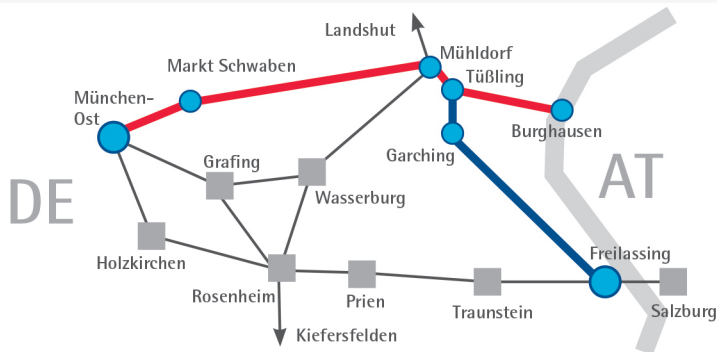 Landshut
Mühldorf
Markt Schwaben
Tüßling
München-
Ost
Burghausen
Garching
Grafing
DE
AT
Wasserburg
Freilassing
Holzkirchen
Rosenheim
Prien
Traunstein
Salzburg
Kiefersfelden